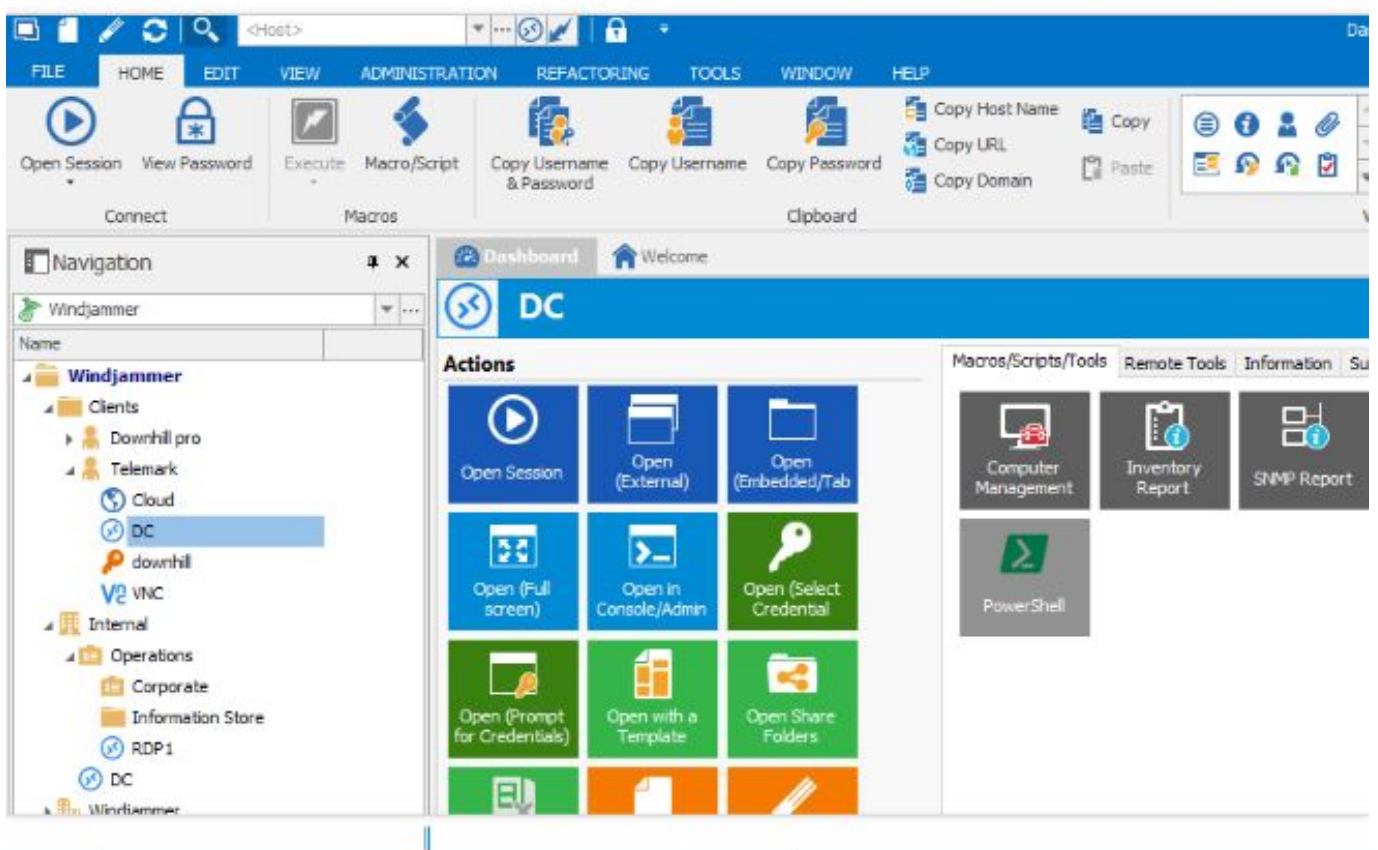 <Host>
Da
FILE HOME EDIT VIEW ADMINISTRATION REFACTORING TOOLS WINDOW HELP
Open Session
View Password
Connect
Execute
Macro/Script
Macros
Copy Username
& Password
Copy Username
Copy Password
Copy Host Name
Copy URL
Copy Domain
Copy
Paste
Clipboard
Navigation
Windjammer
Name
Windjammer
Clients
Downhill pro
Telemark
Cloud
DC
downhill
VNC
Internal
Operations
Corporate
Information Store
RDP1
DC
Windjammer
Dashboard Welcome
DC
Actions
Open Session
Open
(External)
Open
(Embedded/Tab
Open (Full
screen)
Open in
Console/Admin
Open (Select
Credential
Open (Prompt
for Credentials)
Open with a
Template
Open Share
Folders
Macros/Scripts/Tools Remote Tools Information Su
Computer
Management
Inventory
Report
SNMP Report
PowerShell